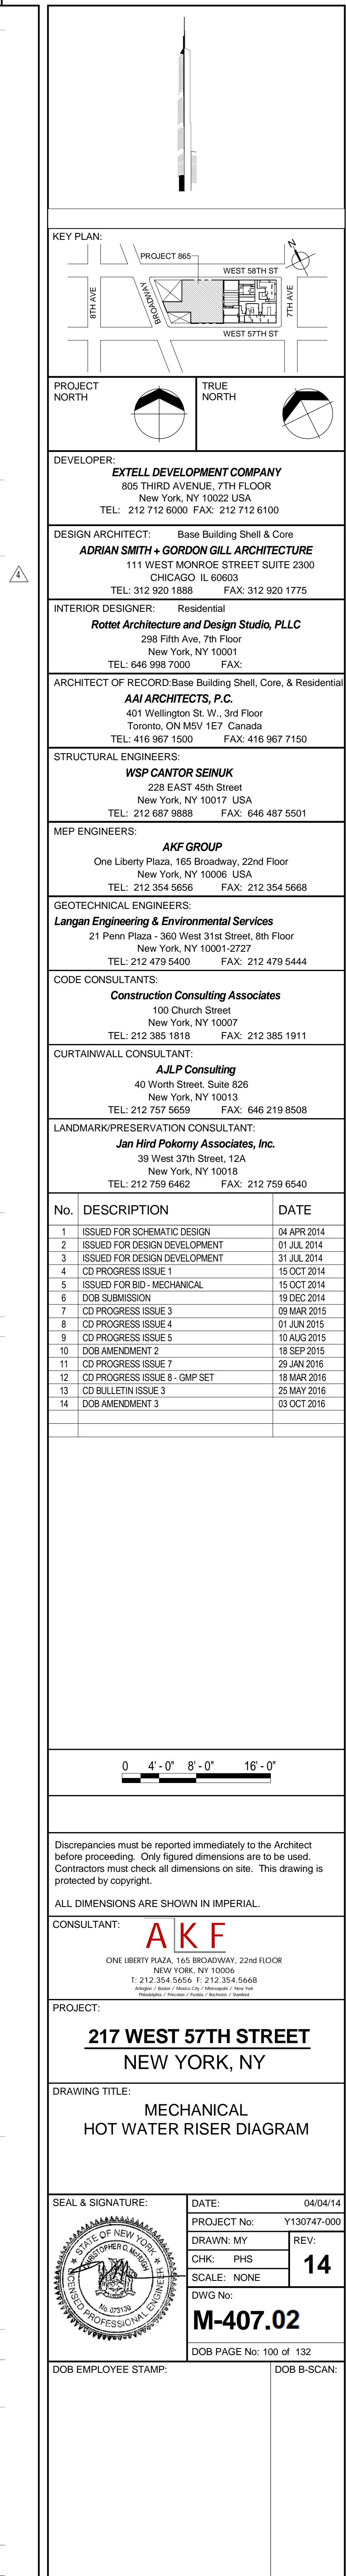 4
KEY PLAN:
N
PROJECT 865
WEST 58TH ST
8TH AVE
BROADWAY
7TH AVE
WEST 57TH ST
PROJECT NORTH
TRUE NORTH
DEVELOPER:
EXTELL DEVELOPMENT COMPANY
805 THIRD AVENUE, 7TH FLOOR
New York, NY 10022 USA
TEL: 212 712 6000 FAX: 212 712 6100
DESIGN ARCHITECT: Base Building Shell & Core
ADRIAN SMITH + GORDON GILL ARCHITECTURE
111 WEST MONROE STREET SUITE 2300
CHICAGO IL 60603
TEL: 312 920 1888 FAX: 312 920 1775
INTERIOR DESIGNER: Residential
Rottet Architecture and Design Studio, PLLC
298 Fifth Ave, 7th Floor
New York, NY 10001
TEL: 646 998 7000 FAX:
ARCHITECT OF RECORD:Base Building Shell, Core, & Residential
AAI ARCHITECTS, P.C.
401 Wellington St. W., 3rd Floor
Toronto, ON M5V 1E7 Canada
TEL: 416 967 1500 FAX: 416 967 7150
STRUCTURAL ENGINEERS:
WSP CANTOR SEINUK
228 EAST 45th Street
New York, NY 10017 USA
TEL: 212 687 9888 FAX: 646 487 5501
MEP ENGINEERS:
AKF GROUP
One Liberty Plaza, 165 Broadway, 22nd Floor
New York, NY 10006 USA
TEL: 212 354 5656 FAX: 212 354 5668
GEOTECHNICAL ENGINEERS:
Langan Engineering & Environmental Services
21 Penn Plaza - 360 West 31st Street, 8th Floor
New York, NY 10001-2727
TEL: 212 479 5400 FAX: 212 479 5444
CODE CONSULTANTS:
Construction Consulting Associates
100 Church Street
New York, NY 10007
TEL: 212 385 1818 FAX: 212 385 1911
CURTAINWALL CONSULTANT:
AJLP Consulting
40 Worth Street. Suite 826
New York, NY 10013
TEL: 212 757 5659 FAX: 646 219 8508
LANDMARK/PRESERVATION CONSULTANT:
Jan Hird Pokorny Associates, Inc.
39 West 37th Street, 12A
New York, NY 10018
TEL: 212 759 6462 FAX: 212 759 6540
No. DESCRIPTION DATE
1 ISSUED FOR SCHEMATIC DESIGN 04 APR 2014
2 ISSUED FOR DESIGN DEVELOPMENT 01 JUL 2014
3 ISSUED FOR DESIGN DEVELOPMENT 31 JUL 2014
4 CD PROGRESS ISSUE 1 15 OCT 2014
5 ISSUED FOR BID - MECHANICAL 15 OCT 2014
6 DOB SUBMISSION 19 DEC 2014
7 CD PROGRESS ISSUE 3 09 MAR 2015
8 CD PROGRESS ISSUE 4 01 JUN 2015
9 CD PROGRESS ISSUE 5 10 AUG 2015
10 DOB AMENDMENT 2 18 SEP 2015
11 CD PROGRESS ISSUE 7 29 JAN 2016
12 CD PROGRESS ISSUE 8 - GMP SET 18 MAR 2016
13 CD BULLETIN ISSUE 3 25 MAY 2016
14 DOB AMENDMENT 3 03 OCT 2016
0 4' - 0" 8' - 0" 16' - 0"
Discrepancies must be reported immediately to the Architect
before proceeding. Only figured dimensions are to be used.
Contractors must check all dimensions on site. This drawing is
protected by copyright.
ALL DIMENSIONS ARE SHOWN IN IMPERIAL.
CONSULTANT:
AKF
ONE LIBERTY PLAZA, 165 BROADWAY, 22nd FLOOR
NEW YORK, NY 10006
T: 212.354.5656 F: 212.354.5668
Arlington / Boston / Mexico City / Minneapolis / New York
Philadelphia / Princeton / Puebla / Rochester / Stamford
PROJECT:
217 WEST 57TH STREET
NEW YORK, NY
DRAWING TITLE:
MECHANICAL
HOT WATER RISER DIAGRAM
SEAL & SIGNATURE:
STATE OF NEW YORK
No. 073130
LICENSED PROFESSIONAL ENGINEER
DATE: 04/04/14
PROJECT No: Y130747-000
DRAWN: MY
REV:
14
CHK: PHS
SCALE: NONE
DWG No:
M-407.02
DOB PAGE No: 100 of 132
DOB EMPLOYEE STAMP:
DOB B-SCAN: